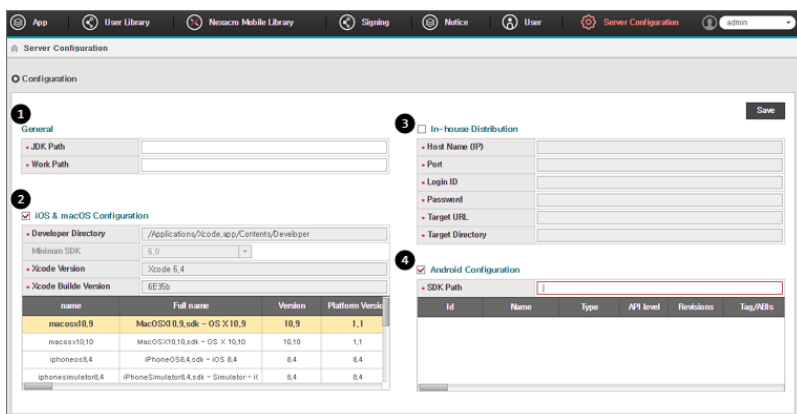 App User Library Nexacro Mobile Library Signing Notice User Server Configuration admin
Server Configuration
Configuration
Save
1
General
JDK Path
Work Path
2
iOS & macOS Configuration
Developer Directory /Applications/Xcode,app/Contents/Developer
Mininum SDK 6,0
Xcode Version Xcode 6,4
Xcode Builde Version 6E35b
name Full name Version Platform Versio
macosx10,9 MacOSX10,9,sdk - OS X 10,9 10,9 1,1
macosx10,10 MacOSX10,10,sdk - OS X 10,10 10,10 1,1
iphoneos8,4 iPhoneOS8,4,sdk - iOS 8,4 8,4 8,4
iphonesimulator8,4 iPhoneSimulator8,4,sdk - Simulator - iO 8,4 8,4
3
In-house Distribution
Host Name (IP)
Port
Login ID
Password
Target URL
Target Directory
4
Android Configuration
SDK Path
Id Name Type API level Revisions Tag/ABIs